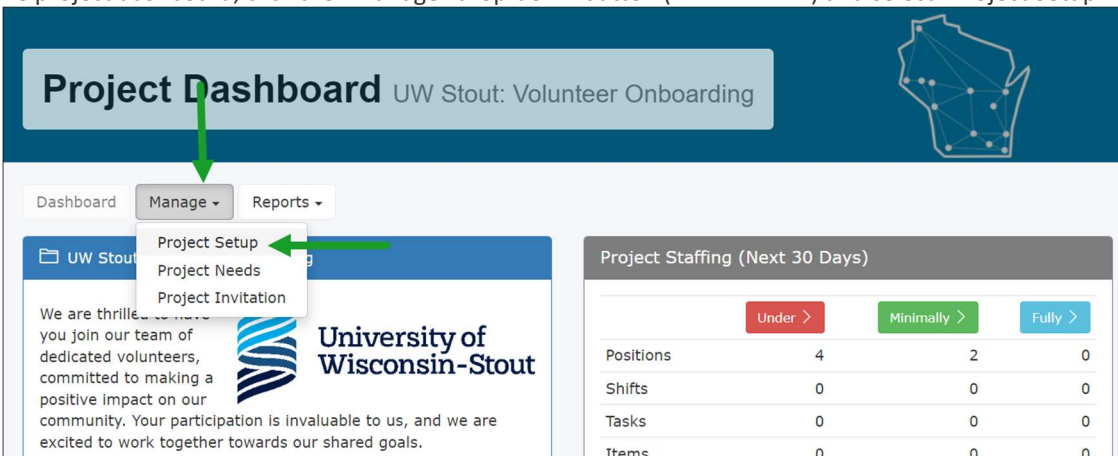 Project Dashboard UW Stout: Volunteer Onboarding
Dashboard
Manage
Reports
Project Setup
Project Needs
Project Invitation
UW Stout
We are thrilled to have
you join our team of
dedicated volunteers,
committed to making a
positive impact on our
community. Your participation is invaluable to us, and we are
excited to work together towards our shared goals.
University of
Wisconsin-Stout
Project Staffing (Next 30 Days)
Under > Minimally > Fully >
Positions 4 2 0
Shifts 0 0 0
Tasks 0 0 0
Items 0 0 0